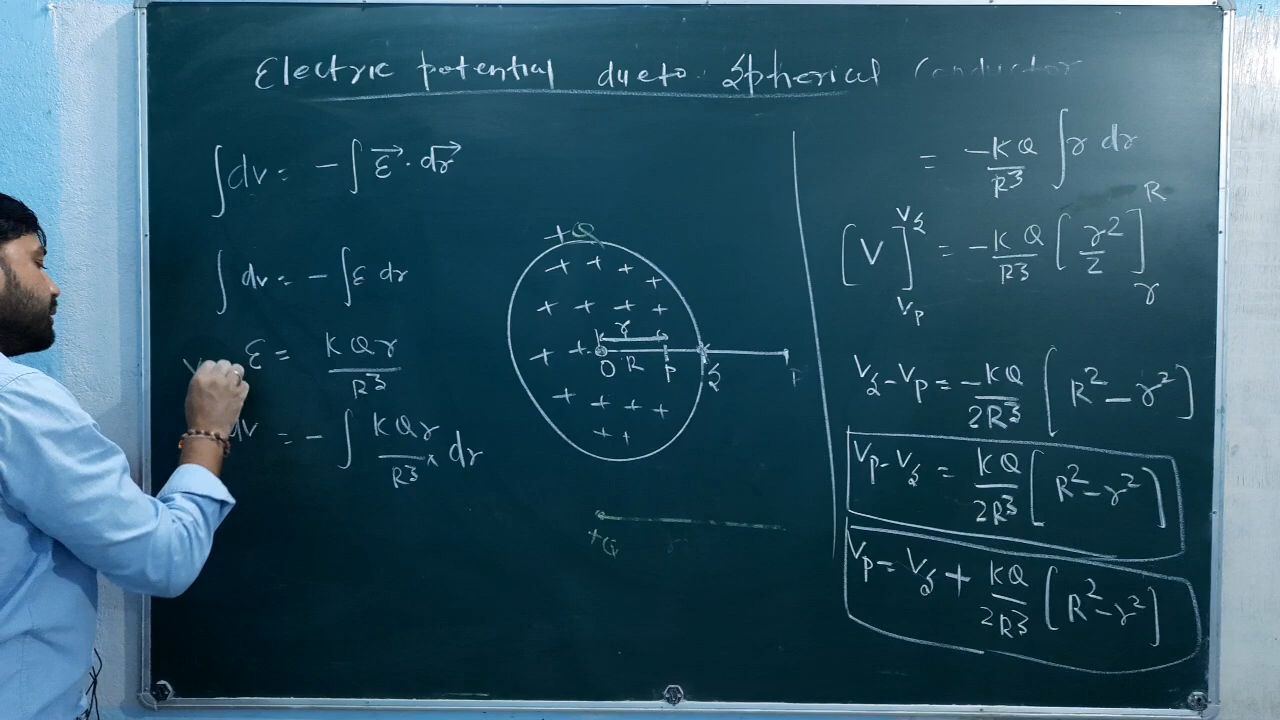 Electric potential due to Spherical Conductor
∫dv = -∫ε⃗ · dr⃗
∫dv = -∫ε dr
ε = KQr/R³
dv = -∫ KQr/R³ × dr
+Q
+ + +
+
+ + + +
r
+ +
O R P S
+ + + +
+ +
+Q
= -KQ/R³ ∫r dr
[V]_{Vp}^{Vs} = -KQ/R³ [r²/2]_{r}^{R}
Vs - Vp = -KQ/2R³ [R² - r²]
Vp - Vs = KQ/2R³ [R² - r²]
Vp = Vs + KQ/2R³ [R² - r²]